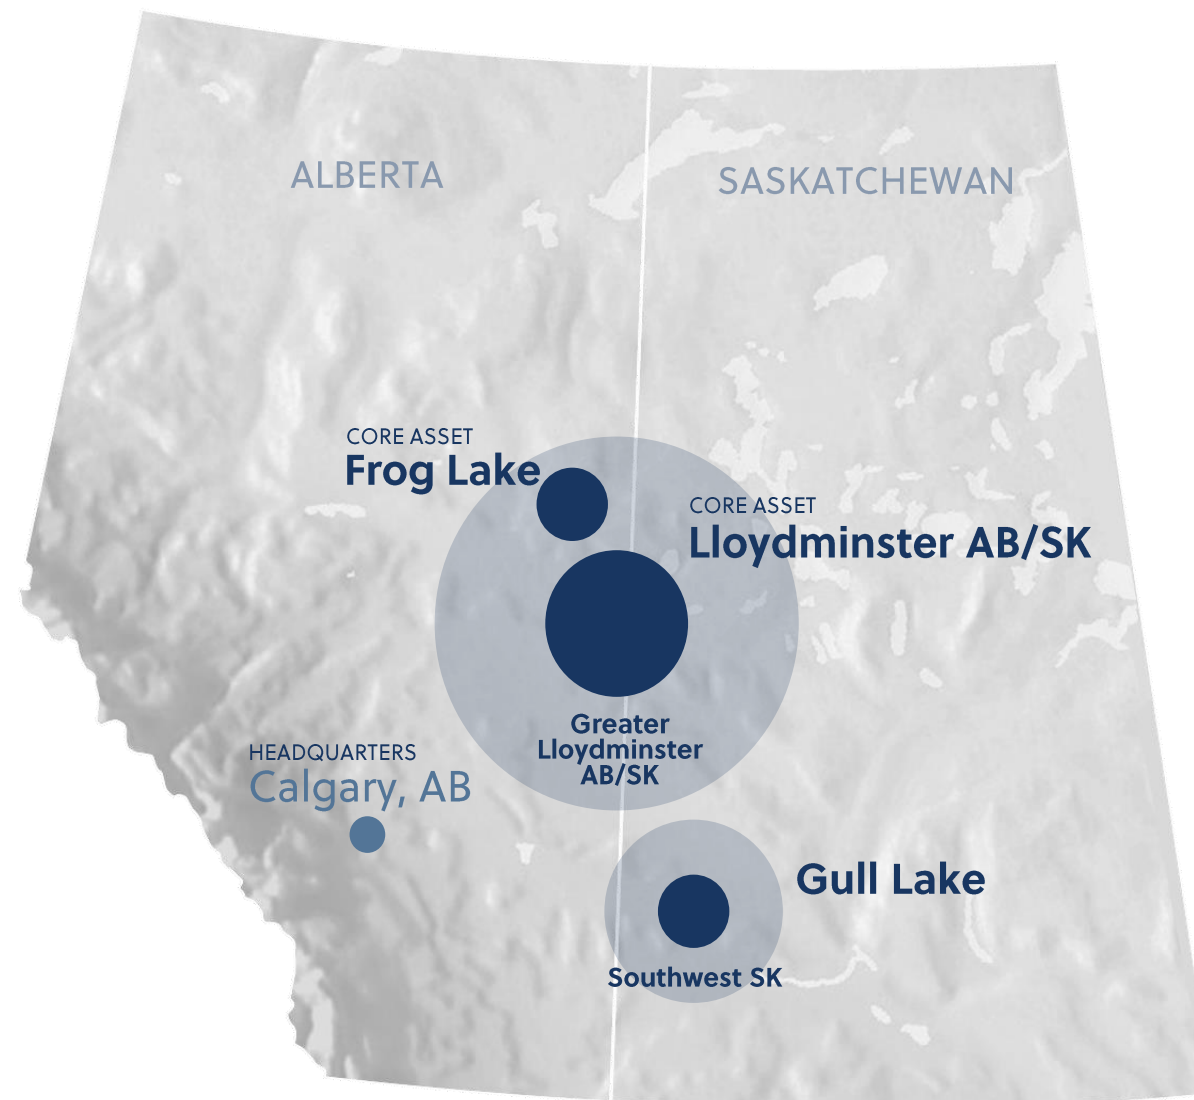 ALBERTA
SASKATCHEWAN
CORE ASSET
Frog Lake
CORE ASSET
Lloydminster AB/SK
Greater
Lloydminster
AB/SK
HEADQUARTERS
Calgary, AB
Gull Lake
Southwest SK